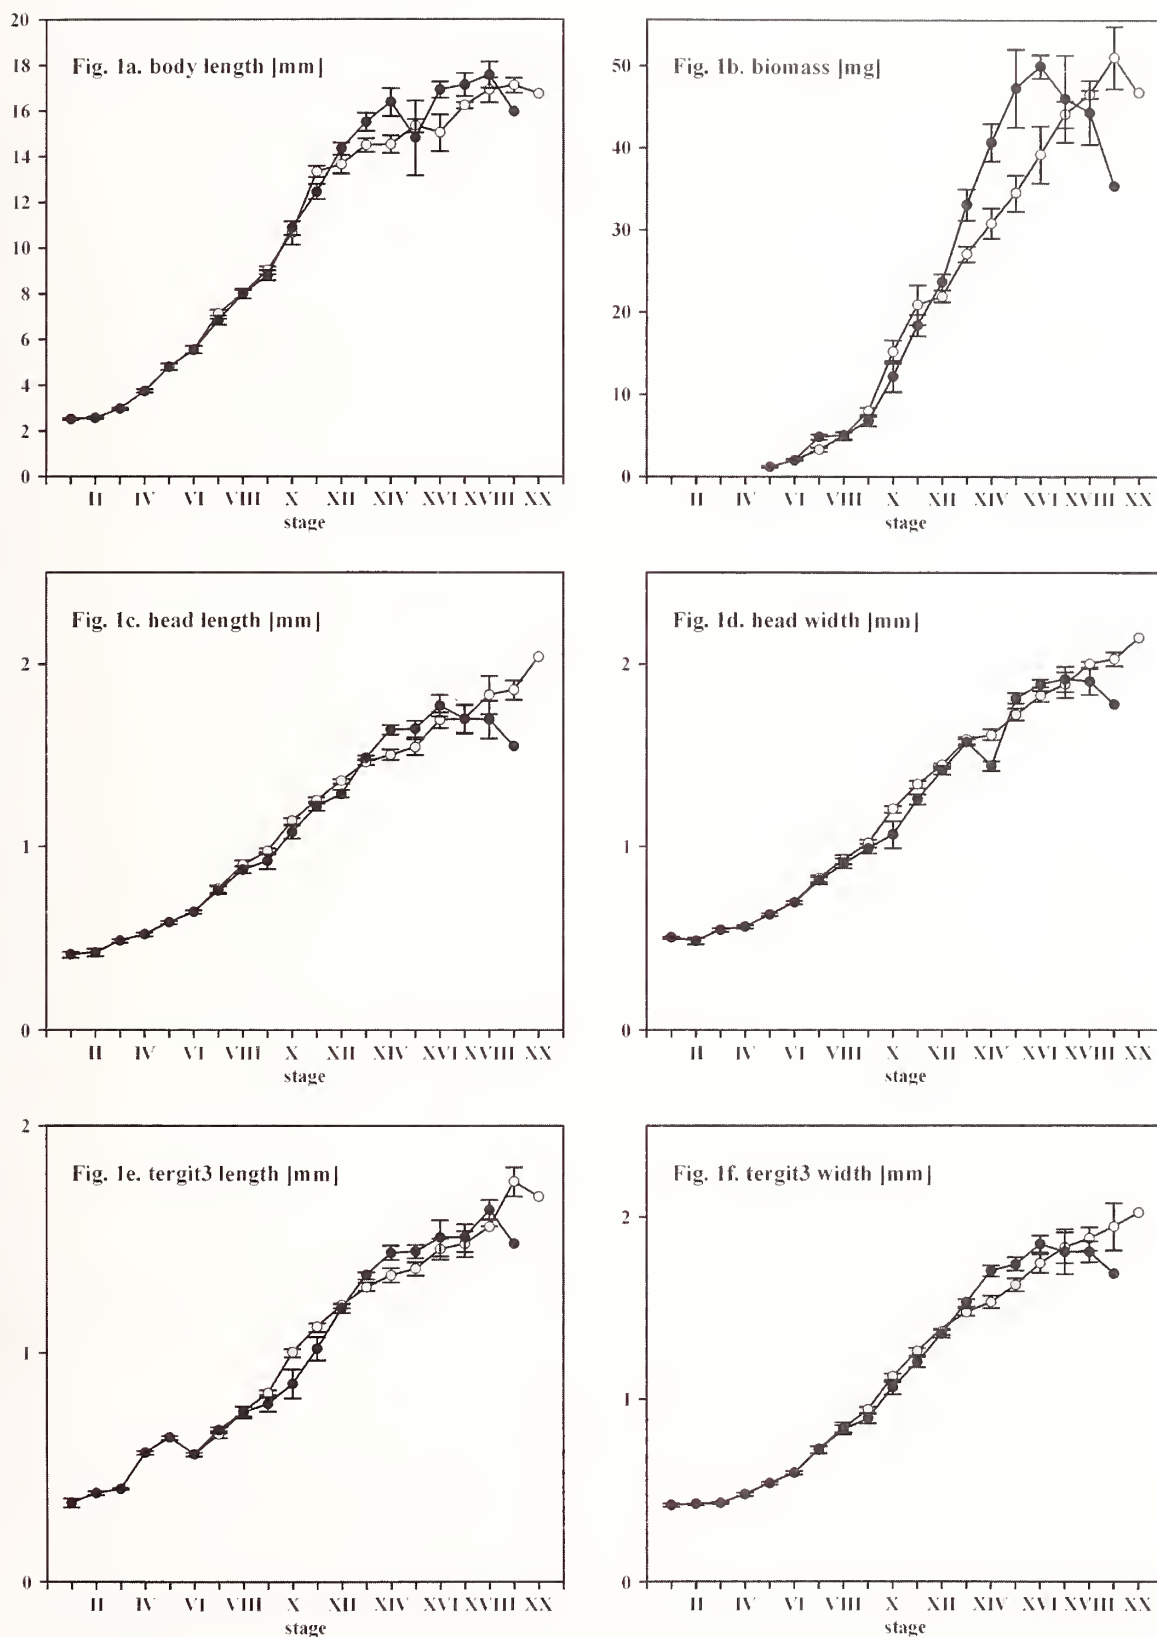 Fig. 1a. body length [mm]
20
18
16
14
12
10
8
6
4
2
0
II IV VI VIII X XII XIV XVI XVIII XX
stage
Fig. 1b. biomass [mg]
50
40
30
20
10
0
II IV VI VIII X XII XIV XVI XVIII XX
stage
Fig. 1c. head length [mm]
2
1
0
II IV VI VIII X XII XIV XVI XVIII XX
stage
Fig. 1d. head width [mm]
2
1
0
II IV VI VIII X XII XIV XVI XVIII XX
stage
Fig. 1e. tergit3 length [mm]
2
1
0
II IV VI VIII X XII XIV XVI XVIII XX
stage
Fig. 1f. tergit3 width [mm]
2
1
0
II IV VI VIII X XII XIV XVI XVIII XX
stage